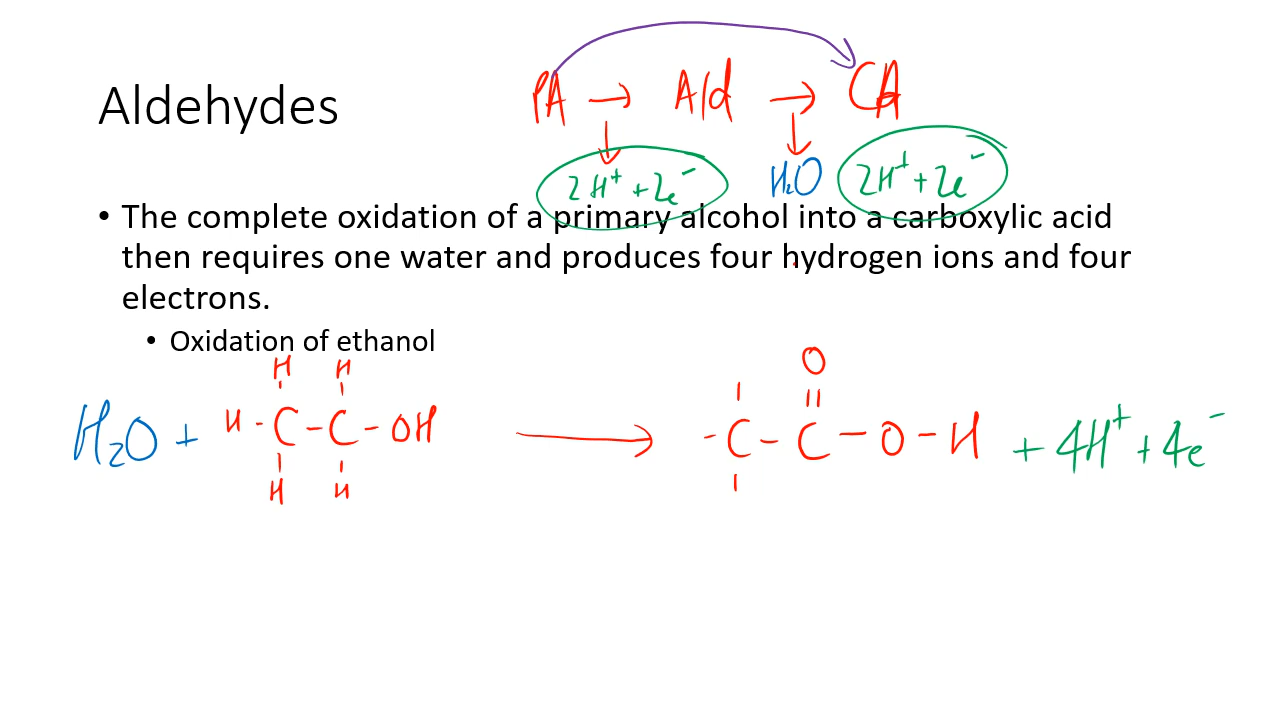 Aldehydes
PA → Ald → CA
2H⁺ + 2e⁻ H₂O 2H⁺ + 2e⁻
• The complete oxidation of a primary alcohol into a carboxylic acid
then requires one water and produces four hydrogen ions and four
electrons.
• Oxidation of ethanol
H H O
H₂O + H - C - C - OH → - C - C - O - H + 4H⁺ + 4e⁻
H H